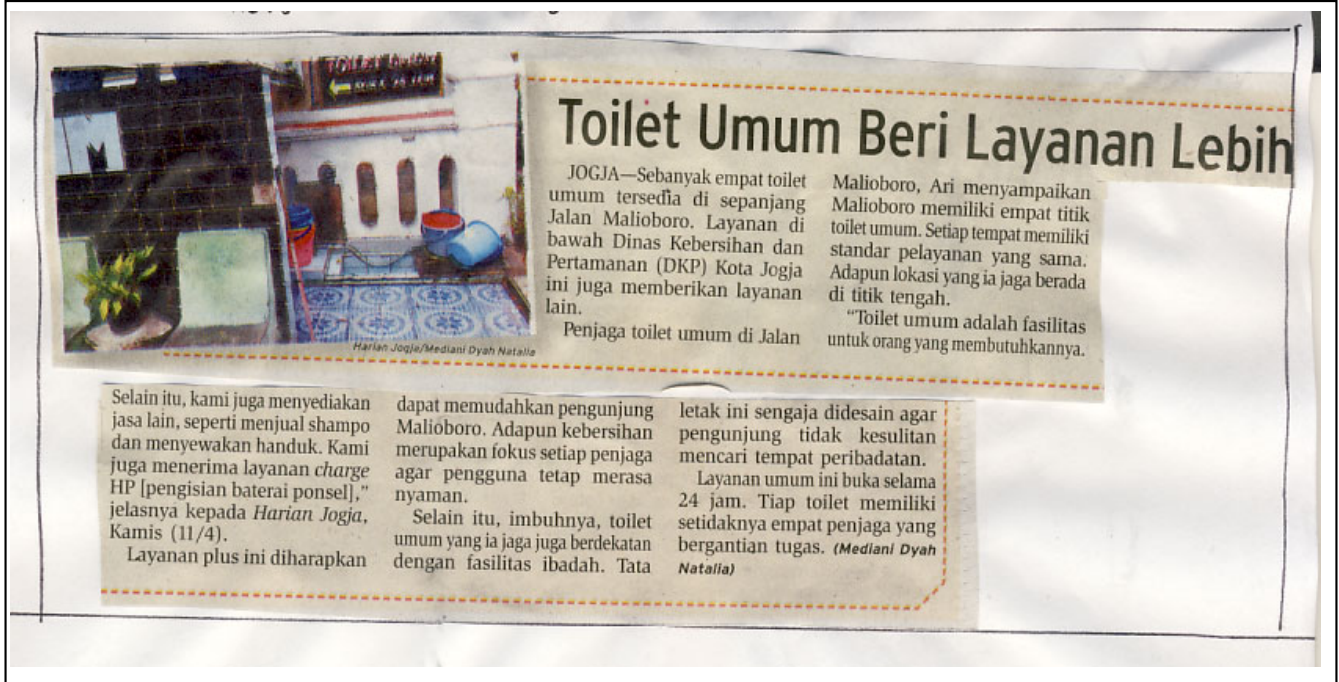 Toilet Umum Beri Layanan Lebih
Harian Jogja/Mediani Dyah Natalia
JOGJA—Sebanyak empat toilet
umum tersedia di sepanjang
Jalan Malioboro. Layanan di
bawah Dinas Kebersihan dan
Pertamanan (DKP) Kota Jogja
ini juga memberikan layanan
lain.
Penjaga toilet umum di Jalan
Malioboro, Ari menyampaikan
Malioboro memiliki empat titik
toilet umum. Setiap tempat memiliki
standar pelayanan yang sama.
Adapun lokasi yang ia jaga berada
di titik tengah.
"Toilet umum adalah fasilitas
untuk orang yang membutuhkannya.
Selain itu, kami juga menyediakan
jasa lain, seperti menjual shampo
dan menyewakan handuk. Kami
juga menerima layanan charge
HP [pengisian baterai ponsel],"
jelasnya kepada Harian Jogja,
Kamis (11/4).
Layanan plus ini diharapkan
dapat memudahkan pengunjung
Malioboro. Adapun kebersihan
merupakan fokus setiap penjaga
agar pengguna tetap merasa
nyaman.
Selain itu, imbuhnya, toilet
umum yang ia jaga juga berdekatan
dengan fasilitas ibadah. Tata
letak ini sengaja didesain agar
pengunjung tidak kesulitan
mencari tempat peribadatan.
Layanan umum ini buka selama
24 jam. Tiap toilet memiliki
setidaknya empat penjaga yang
bergantian tugas. (Mediani Dyah
Natalia)